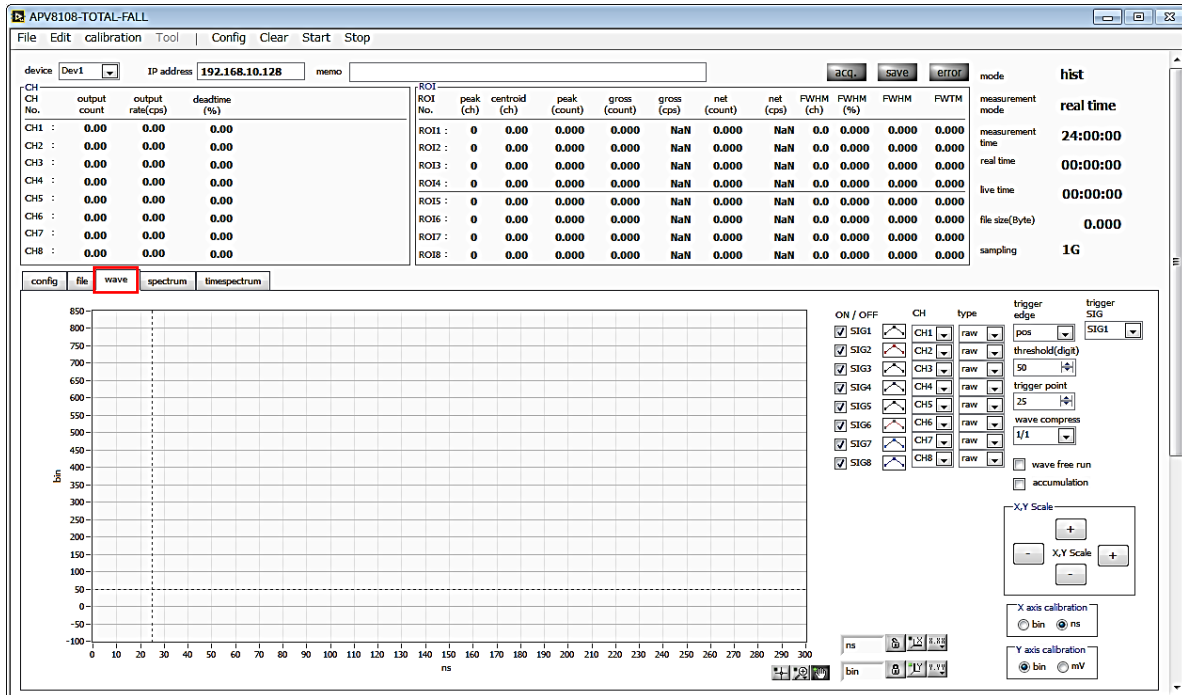 APV8108-TOTAL-FALL
File Edit calibration Tool | Config Clear Start Stop
device Dev1 IP address 192.168.10.128 memo acq. save error
mode hist
measurement mode real time
measurement time 24:00:00
real time 00:00:00
live time 00:00:00
file size(Byte) 0.000
sampling 1G
CH
CH No. output count output rate(cps) deadtime (%)
CH1 : 0.00 0.00 0.00
CH2 : 0.00 0.00 0.00
CH3 : 0.00 0.00 0.00
CH4 : 0.00 0.00 0.00
CH5 : 0.00 0.00 0.00
CH6 : 0.00 0.00 0.00
CH7 : 0.00 0.00 0.00
CH8 : 0.00 0.00 0.00
ROI
ROI No. peak (ch) centroid (ch) peak (count) gross (count) gross (cps) net (count) net (cps) FWHM (ch) FWHM (%) FWHM FWTM
ROI1 : 0 0.00 0.000 0.000 NaN 0.000 NaN 0.0 0.000 0.000 0.000
ROI2 : 0 0.00 0.000 0.000 NaN 0.000 NaN 0.0 0.000 0.000 0.000
ROI3 : 0 0.00 0.000 0.000 NaN 0.000 NaN 0.0 0.000 0.000 0.000
ROI4 : 0 0.00 0.000 0.000 NaN 0.000 NaN 0.0 0.000 0.000 0.000
ROI5 : 0 0.00 0.000 0.000 NaN 0.000 NaN 0.0 0.000 0.000 0.000
ROI6 : 0 0.00 0.000 0.000 NaN 0.000 NaN 0.0 0.000 0.000 0.000
ROI7 : 0 0.00 0.000 0.000 NaN 0.000 NaN 0.0 0.000 0.000 0.000
ROI8 : 0 0.00 0.000 0.000 NaN 0.000 NaN 0.0 0.000 0.000 0.000
config file wave spectrum timespectrum
850
800
750
700
650
600
550
500
450
400
350
300
250
200
150
100
50
0
-50
-100
bin
0 10 20 30 40 50 60 70 80 90 100 110 120 130 140 150 160 170 180 190 200 210 220 230 240 250 260 270 280 290 300
ns
ON / OFF CH type
SIG1 CH1 raw
SIG2 CH2 raw
SIG3 CH3 raw
SIG4 CH4 raw
SIG5 CH5 raw
SIG6 CH6 raw
SIG7 CH7 raw
SIG8 CH8 raw
trigger edge
pos
trigger SIG
SIG1
threshold(digit)
50
trigger point
25
wave compress
1/1
wave free run
accumulation
X,Y Scale
+
- X,Y Scale +
-
X axis calibration
bin ns
Y axis calibration
bin mV
ns X X.XX
bin Y Y.YY